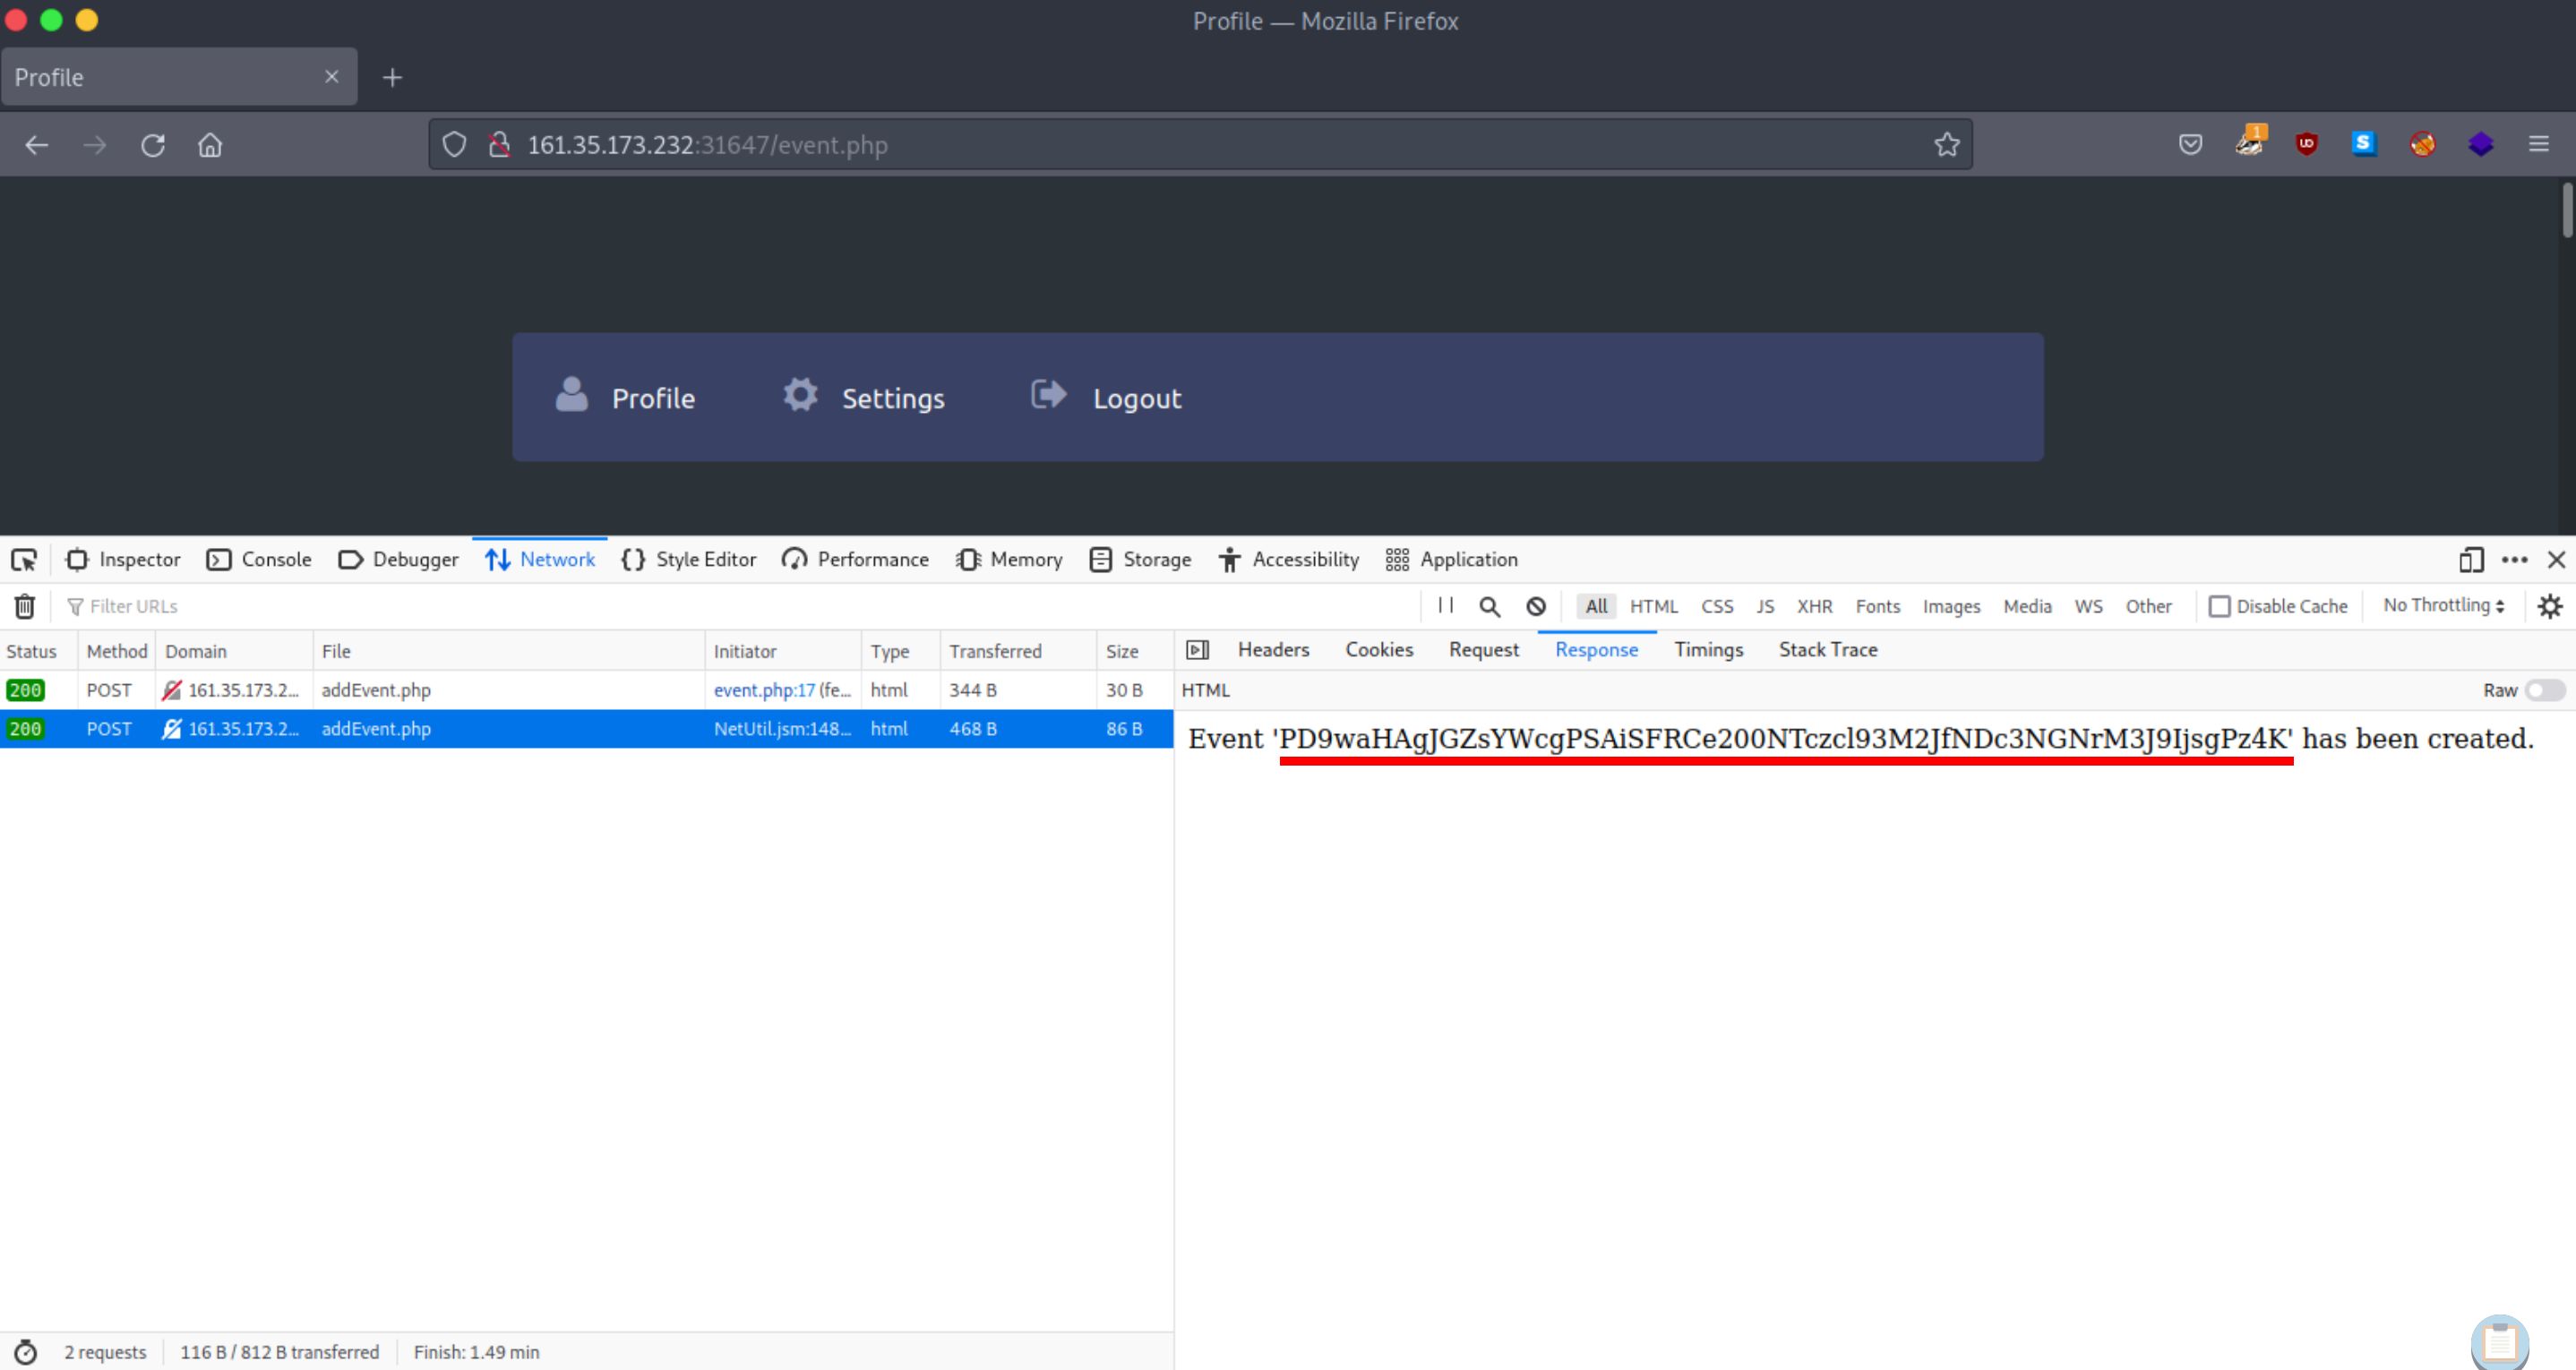 Profile — Mozilla Firefox
Profile
161.35.173.232:31647/event.php
1
UD
S
Profile Settings Logout
Inspector Console Debugger Network Style Editor Performance Memory Storage Accessibility Application
Filter URLs
All HTML CSS JS XHR Fonts Images Media WS Other Disable Cache No Throttling
Status Method Domain File Initiator Type Transferred Size
Headers Cookies Request Response Timings Stack Trace
200 POST 161.35.173.2... addEvent.php event.php:17 (fe... html 344 B 30 B
HTML Raw
200 POST 161.35.173.2... addEvent.php NetUtil.jsm:148... html 468 B 86 B
Event 'PD9waHAgJGZsYWcgPSAiSFRCe200NTczcl93M2JfNDc3NGNrM3J9IjsgPz4K' has been created.
2 requests 116 B / 812 B transferred Finish: 1.49 min